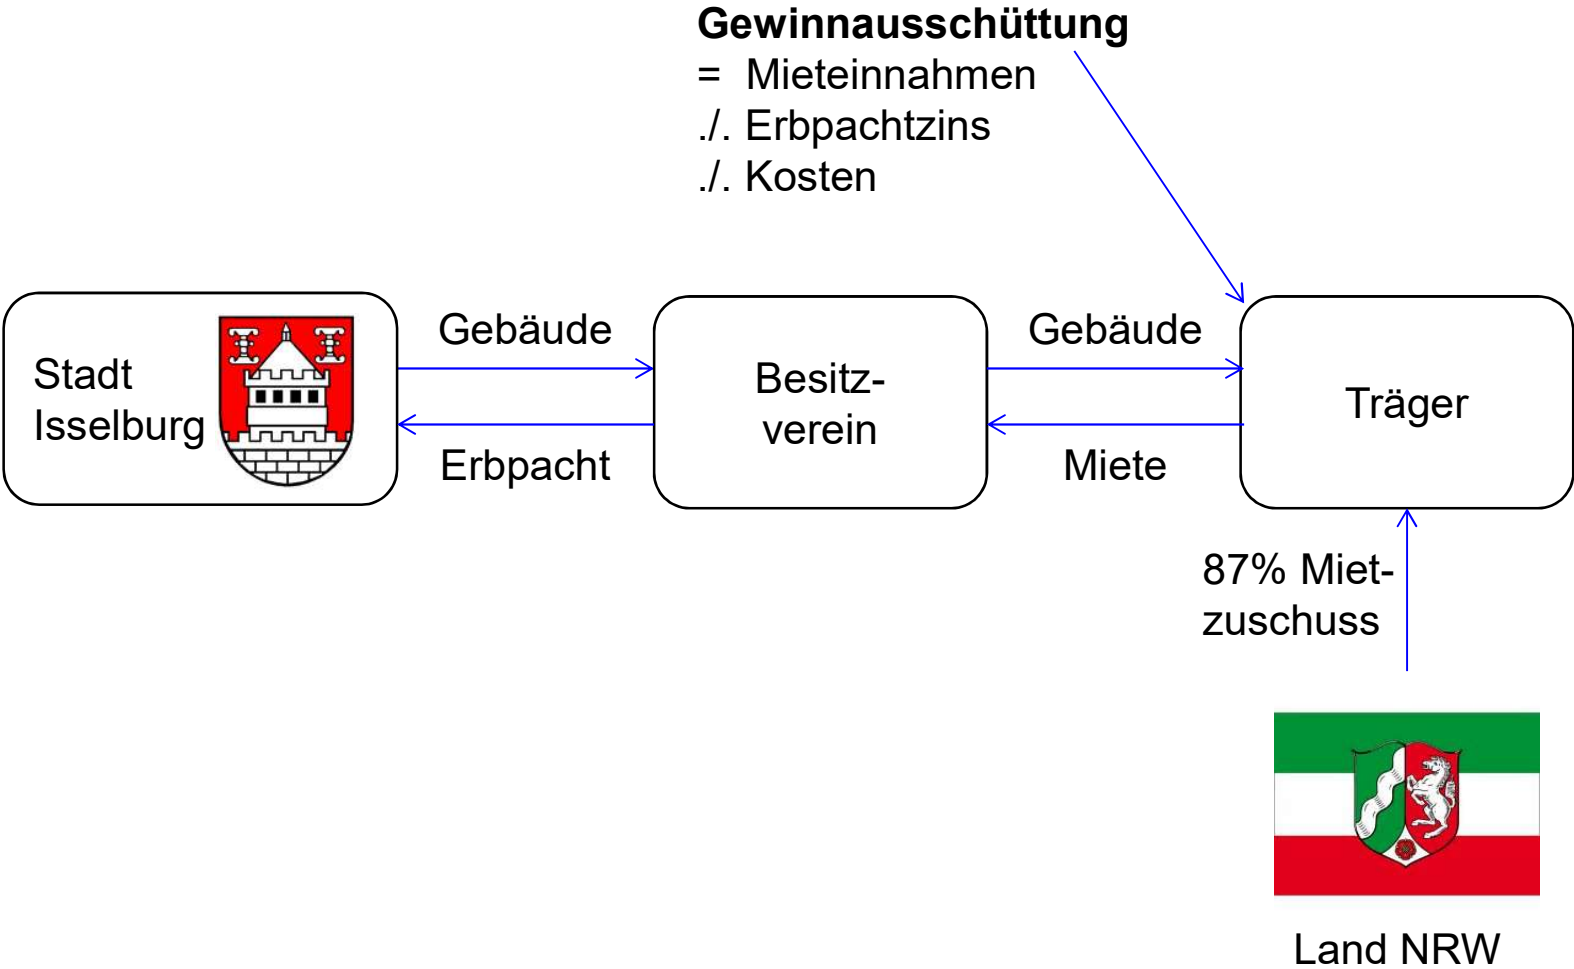 Gewinnausschüttung
= Mieteinnahmen
./. Erbpachtzins
./. Kosten
Stadt
Isselburg
Gebäude
Erbpacht
Besitz-
verein
Gebäude
Miete
Träger
87% Miet-
zuschuss
Land NRW